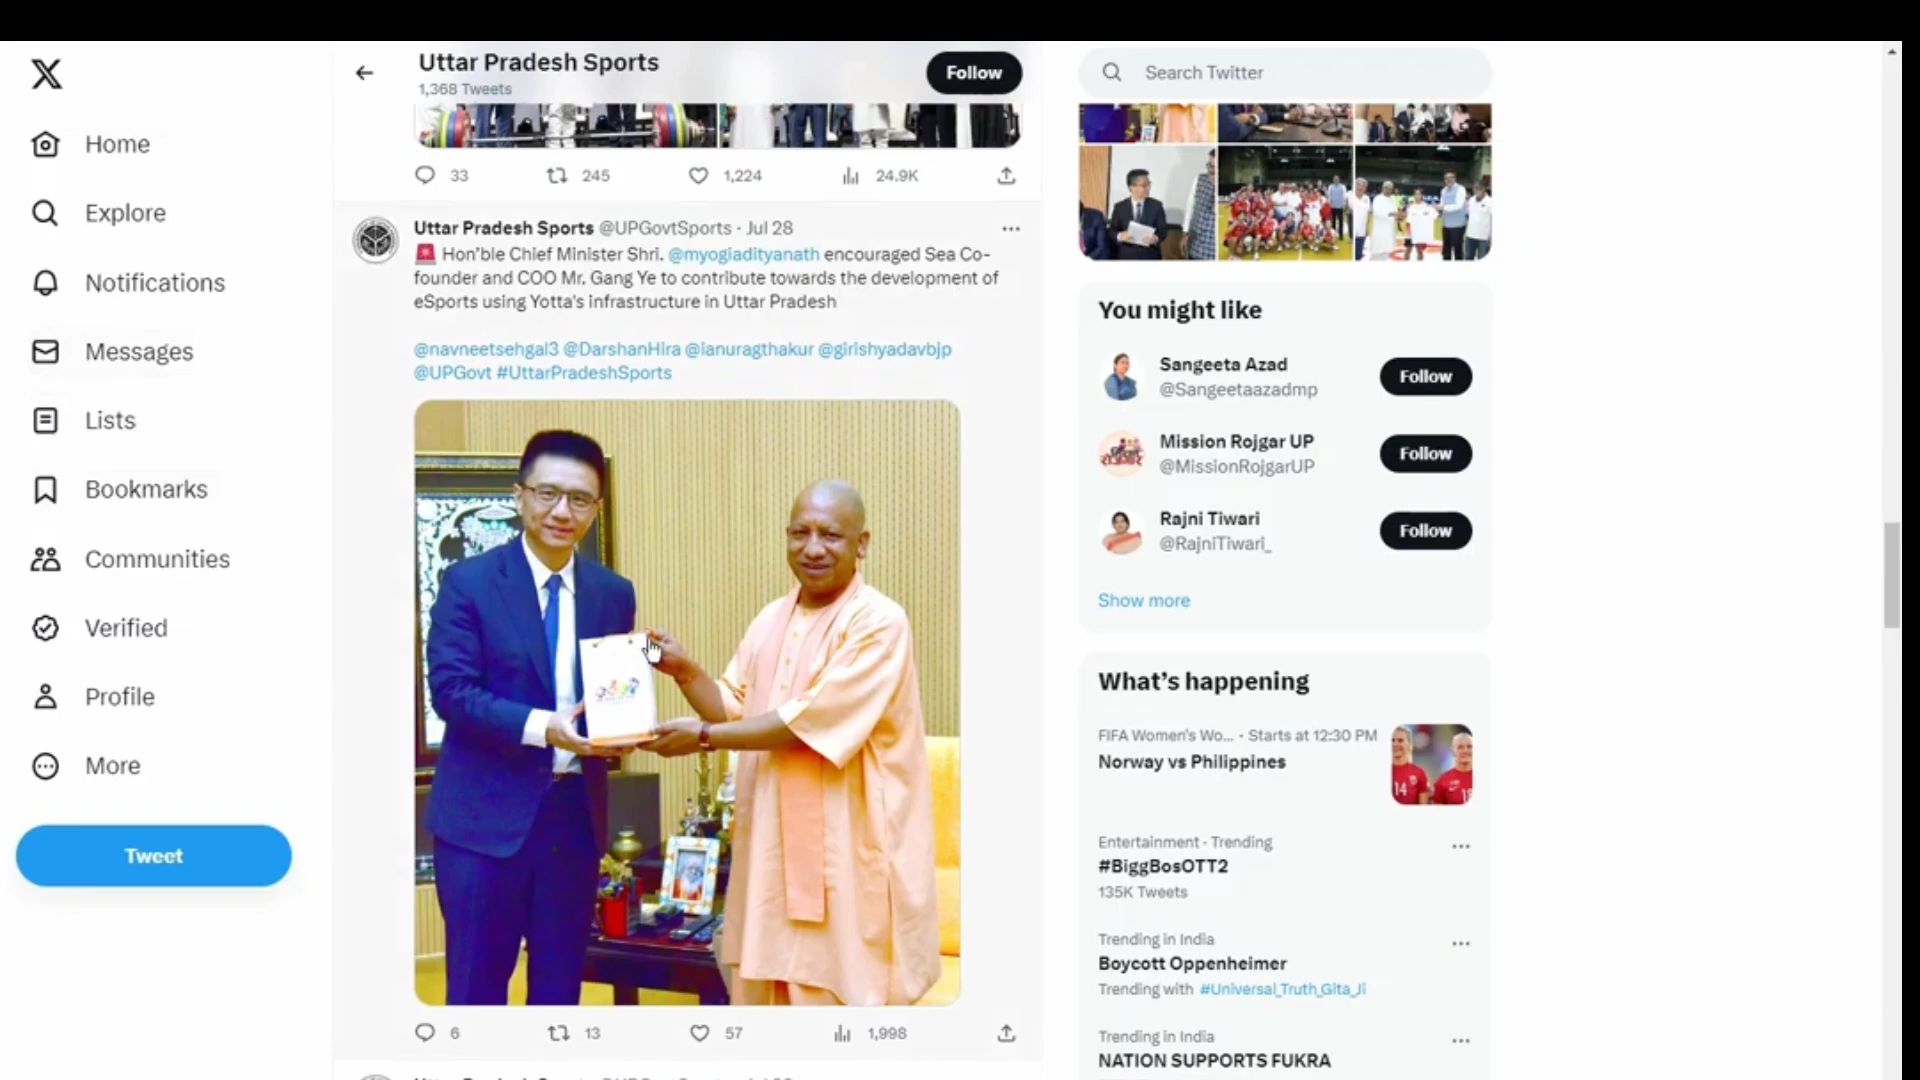 Uttar Pradesh Sports
1,368 Tweets
Follow
Search Twitter
Home
Explore
Notifications
Messages
Lists
Bookmarks
Communities
Verified
Profile
More
Tweet
33 245 1,224 24.9K
Uttar Pradesh Sports @UPGovtSports · Jul 28
Hon'ble Chief Minister Shri. @myogiadityanath encouraged Sea Co-
founder and COO Mr. Gang Ye to contribute towards the development of
eSports using Yotta's infrastructure in Uttar Pradesh
@navneetsehgal3 @DarshanHira @ianuragthakur @girishyadavbjp
@UPGovt #UttarPradeshSports
6 13 57 1,998
You might like
Sangeeta Azad
@Sangeetaazadmp
Follow
Mission Rojgar UP
@MissionRojgarUP
Follow
Rajni Tiwari
@RajniTiwari_
Follow
Show more
What's happening
FIFA Women's Wo... · Starts at 12:30 PM
Norway vs Philippines
14
Entertainment · Trending
#BiggBosOTT2
135K Tweets
Trending in India
Boycott Oppenheimer
Trending with #Universal_Truth_Gita_Ji
Trending in India
NATION SUPPORTS FUKRA